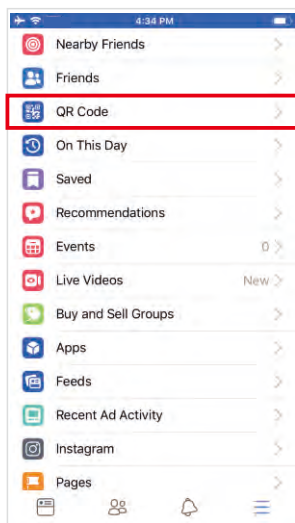 4:34 PM
Nearby Friends
Friends
QR Code
On This Day
Saved
Recommendations
Events 0
Live Videos New
Buy and Sell Groups
Apps
Feeds
Recent Ad Activity
Instagram
Pages